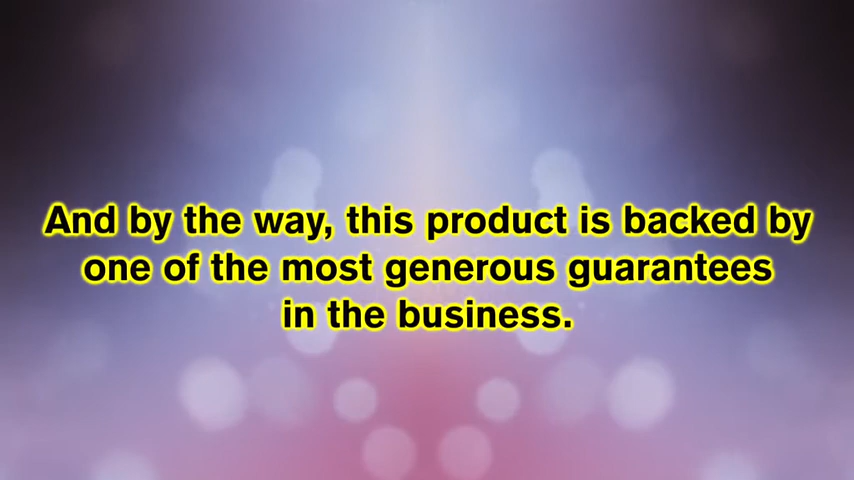 And by the way, this product is backed by
one of the most generous guarantees
in the business.